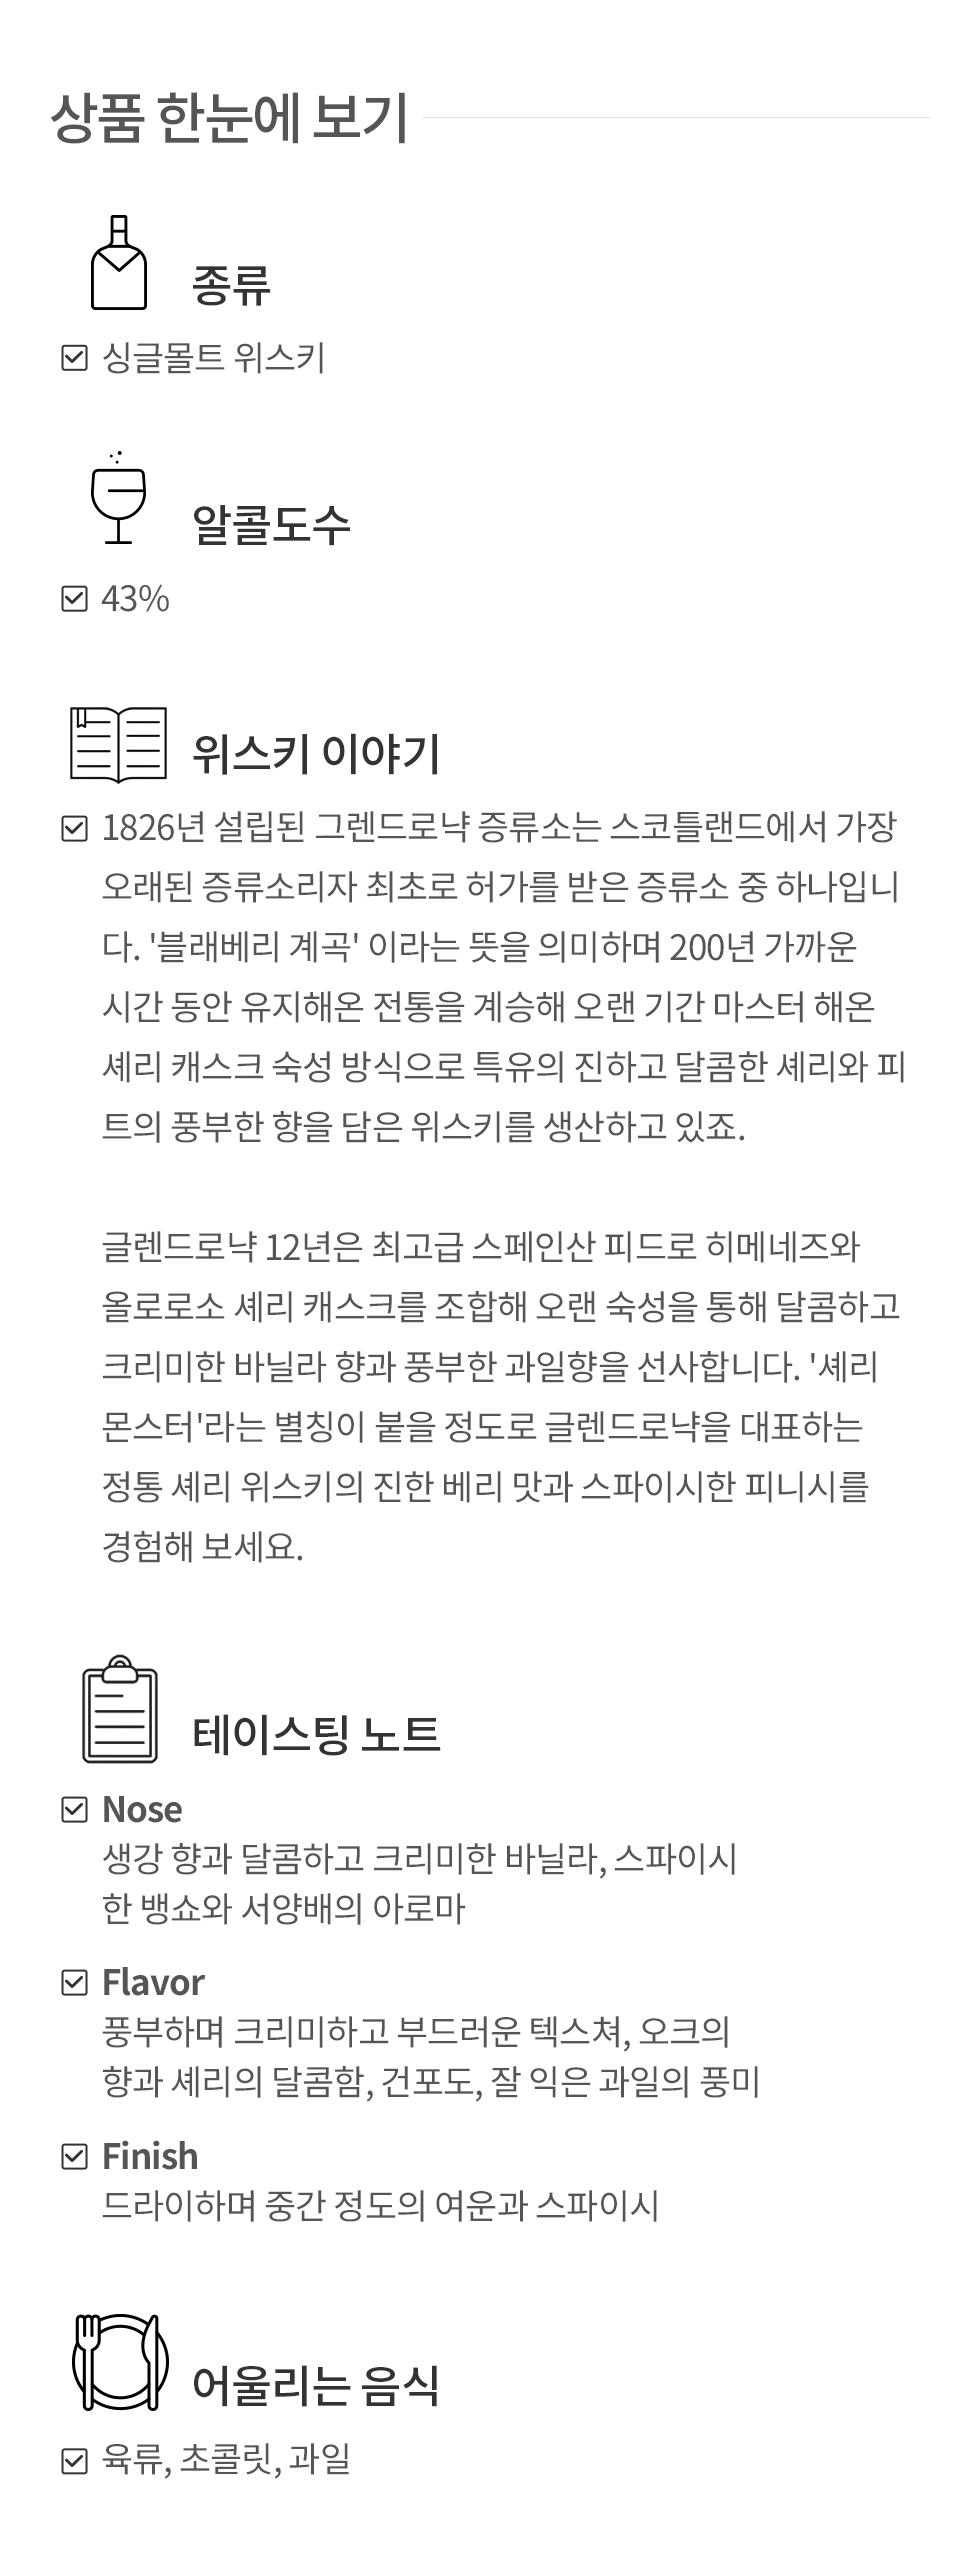 상품 한눈에 보기
종류
싱글몰트 위스키
알콜도수
43%
위스키 이야기
1826년 설립된 그렌드로냑 증류소는 스코틀랜드에서 가장
오래된 증류소리자 최초로 허가를 받은 증류소 중 하나입니
다. '블래베리 계곡' 이라는 뜻을 의미하며 200년 가까운
시간 동안 유지해온 전통을 계승해 오랜 기간 마스터 해온
셰리 캐스크 숙성 방식으로 특유의 진하고 달콤한 셰리와 피
트의 풍부한 향을 담은 위스키를 생산하고 있죠.
글렌드로냑 12년은 최고급 스페인산 피드로 히메네즈와
올로로소 셰리 캐스크를 조합해 오랜 숙성을 통해 달콤하고
크리미한 바닐라 향과 풍부한 과일향을 선사합니다. '셰리
몬스터'라는 별칭이 붙을 정도로 글렌드로냑을 대표하는
정통 셰리 위스키의 진한 베리 맛과 스파이시한 피니시를
경험해 보세요.
테이스팅 노트
Nose
생강 향과 달콤하고 크리미한 바닐라, 스파이시
한 뱅쇼와 서양배의 아로마
Flavor
풍부하며 크리미하고 부드러운 텍스쳐, 오크의
향과 셰리의 달콤함, 건포도, 잘 익은 과일의 풍미
Finish
드라이하며 중간 정도의 여운과 스파이시
어울리는 음식
육류, 초콜릿, 과일